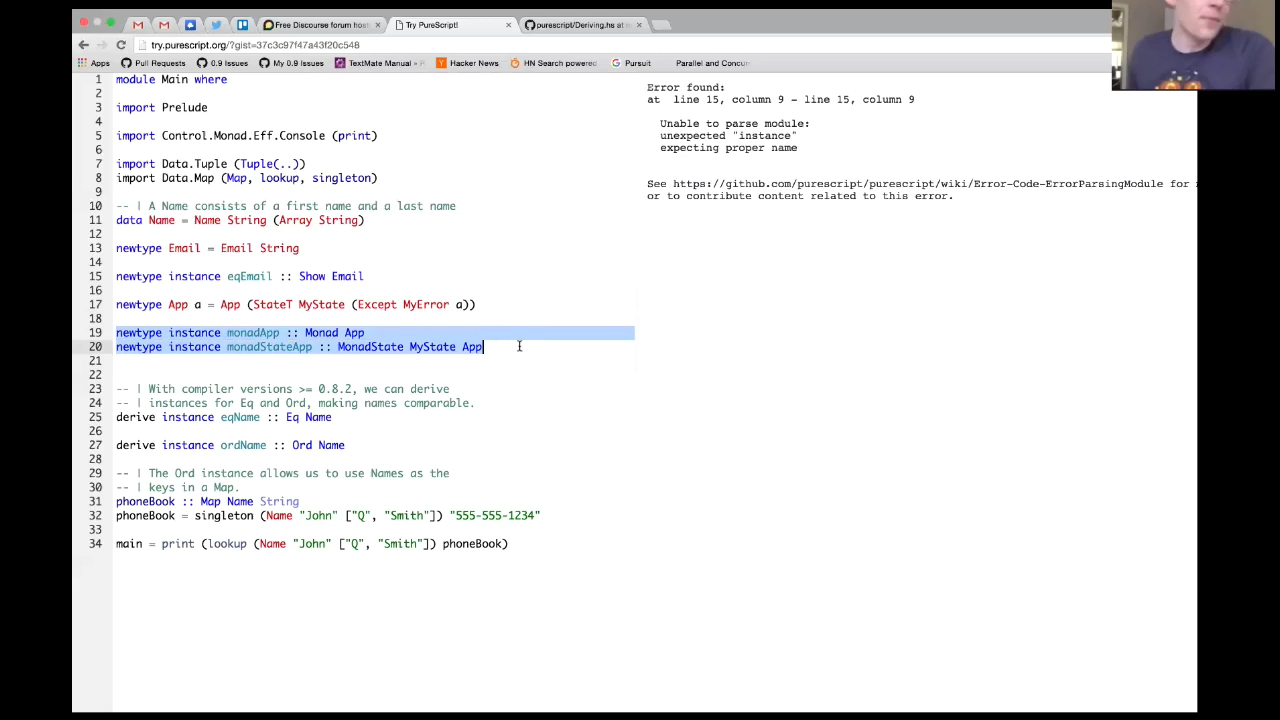 Free Discourse forum host
Try PureScript!
purescript/Deriving.hs at m
try.purescript.org/?gist=37c3c97f47a43f20c548
Apps
Pull Requests
0.9 Issues
My 0.9 Issues
TextMate Manual
Hacker News
HN Search powered
Pursuit
Parallel and Concur
1 module Main where
2
3 import Prelude
4
5 import Control.Monad.Eff.Console (print)
6
7 import Data.Tuple (Tuple(..))
8 import Data.Map (Map, lookup, singleton)
9
10 -- | A Name consists of a first name and a last name
11 data Name = Name String (Array String)
12
13 newtype Email = Email String
14
15 newtype instance eqEmail :: Show Email
16
17 newtype App a = App (StateT MyState (Except MyError a))
18
19 newtype instance monadApp :: Monad App
20 newtype instance monadStateApp :: MonadState MyState App
21
22
23 -- | With compiler versions >= 0.8.2, we can derive
24 -- | instances for Eq and Ord, making names comparable.
25 derive instance eqName :: Eq Name
26
27 derive instance ordName :: Ord Name
28
29 -- | The Ord instance allows us to use Names as the
30 -- | keys in a Map.
31 phoneBook :: Map Name String
32 phoneBook = singleton (Name "John" ["Q", "Smith"]) "555-555-1234"
33
34 main = print (lookup (Name "John" ["Q", "Smith"]) phoneBook)
Error found:
at line 15, column 9 - line 15, column 9
Unable to parse module:
unexpected "instance"
expecting proper name
See https://github.com/purescript/purescript/wiki/Error-Code-ErrorParsingModule for
or to contribute content related to this error.